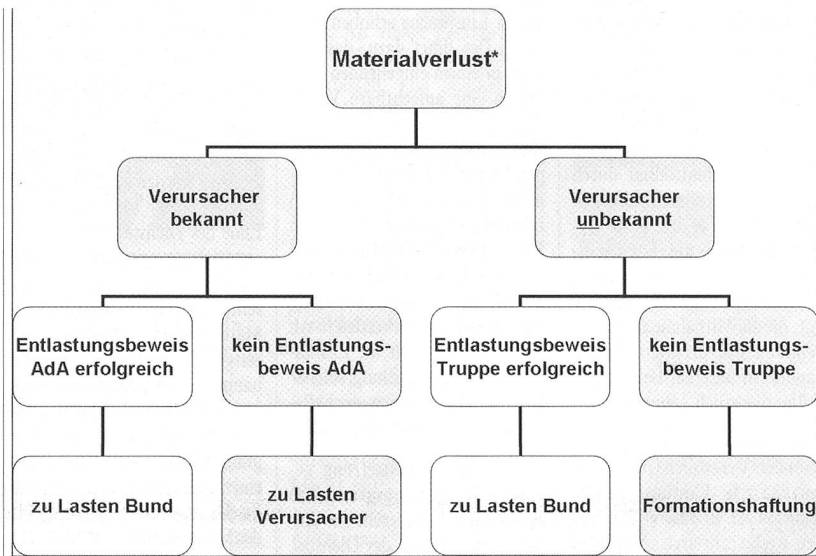 Materialverlust*
Verursacher
bekannt
Verursacher
unbekannt
Entlastungsbeweis
AdA erfolgreich
kein Entlastungs-
beweis AdA
Entlastungsbeweis
Truppe erfolgreich
kein Entlastungs-
beweis Truppe
zu Lasten Bund
zu Lasten
Verursacher
zu Lasten Bund
Formationshaftung